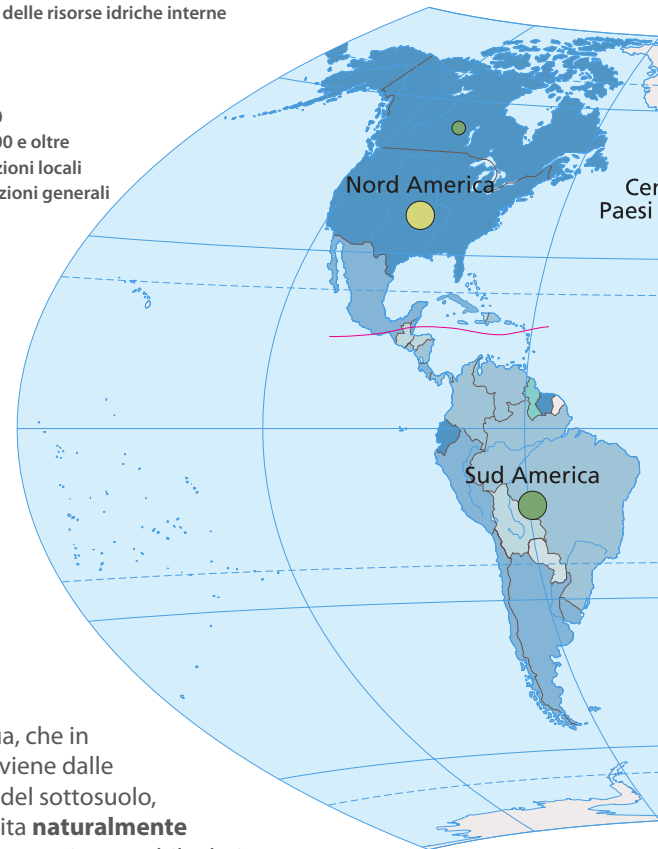 delle risorse idriche interne
00 e oltre
zioni locali
zioni generali
Nord America
Cer
Paesi
Sud America
a, che in
viene dalle
del sottosuolo,
ita naturalmente